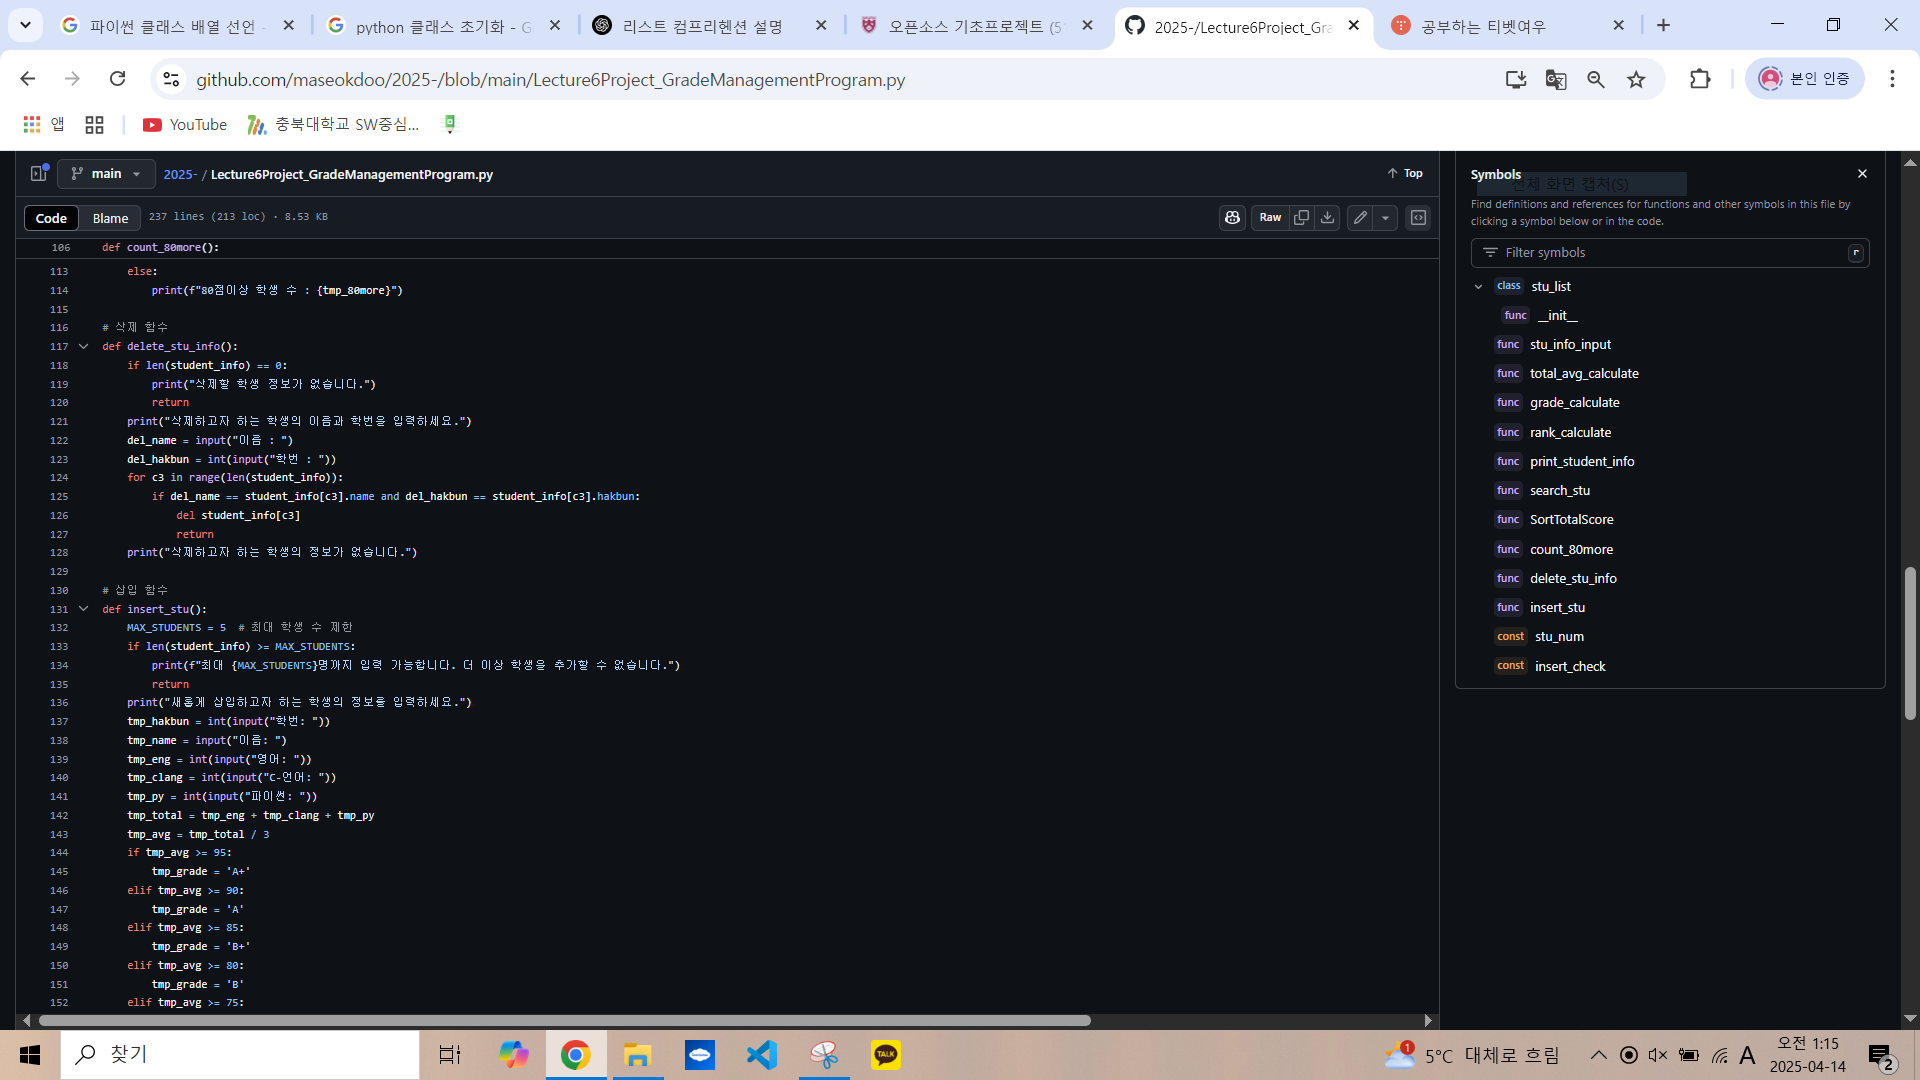 파이썬 클래스 배열 선언 -
python 클래스 초기화 - G
리스트 컴프리헨션 설명
오픈소스 기초프로젝트 (5
2025-/Lecture6Project_Gra
공부하는 티벳여우
github.com/maseokdoo/2025-/blob/main/Lecture6Project_GradeManagementProgram.py
본인 인증
앱
YouTube
충북대학교 SW중심...
main
2025- / Lecture6Project_GradeManagementProgram.py
Top
Code
Blame
237 lines (213 loc) · 8.53 KB
Raw
106 def count_80more():
113 else:
114 print(f"80점이상 학생 수 : {tmp_80more}")
115
116 # 삭제 함수
117 def delete_stu_info():
118 if len(student_info) == 0:
119 print("삭제할 학생 정보가 없습니다.")
120 return
121 print("삭제하고자 하는 학생의 이름과 학번을 입력하세요.")
122 del_name = input("이름 : ")
123 del_hakbun = int(input("학번 : "))
124 for c3 in range(len(student_info)):
125 if del_name == student_info[c3].name and del_hakbun == student_info[c3].hakbun:
126 del student_info[c3]
127 return
128 print("삭제하고자 하는 학생의 정보가 없습니다.")
129
130 # 삽입 함수
131 def insert_stu():
132 MAX_STUDENTS = 5 # 최대 학생 수 제한
133 if len(student_info) >= MAX_STUDENTS:
134 print(f"최대 {MAX_STUDENTS}명까지 입력 가능합니다. 더 이상 학생을 추가할 수 없습니다.")
135 return
136 print("새롭게 삽입하고자 하는 학생의 정보를 입력하세요.")
137 tmp_hakbun = int(input("학번: "))
138 tmp_name = input("이름: ")
139 tmp_eng = int(input("영어: "))
140 tmp_clang = int(input("C-언어: "))
141 tmp_py = int(input("파이썬: "))
142 tmp_total = tmp_eng + tmp_clang + tmp_py
143 tmp_avg = tmp_total / 3
144 if tmp_avg >= 95:
145 tmp_grade = 'A+'
146 elif tmp_avg >= 90:
147 tmp_grade = 'A'
148 elif tmp_avg >= 85:
149 tmp_grade = 'B+'
150 elif tmp_avg >= 80:
151 tmp_grade = 'B'
152 elif tmp_avg >= 75:
Symbols
전체 화면 캡처(S)
Find definitions and references for functions and other symbols in this file by
clicking a symbol below or in the code.
Filter symbols
r
class stu_list
func __init__
func stu_info_input
func total_avg_calculate
func grade_calculate
func rank_calculate
func print_student_info
func search_stu
func SortTotalScore
func count_80more
func delete_stu_info
func insert_stu
const stu_num
const insert_check
찾기
TALK
1
5°C 대체로 흐림
A
오전 1:15
2025-04-14
2